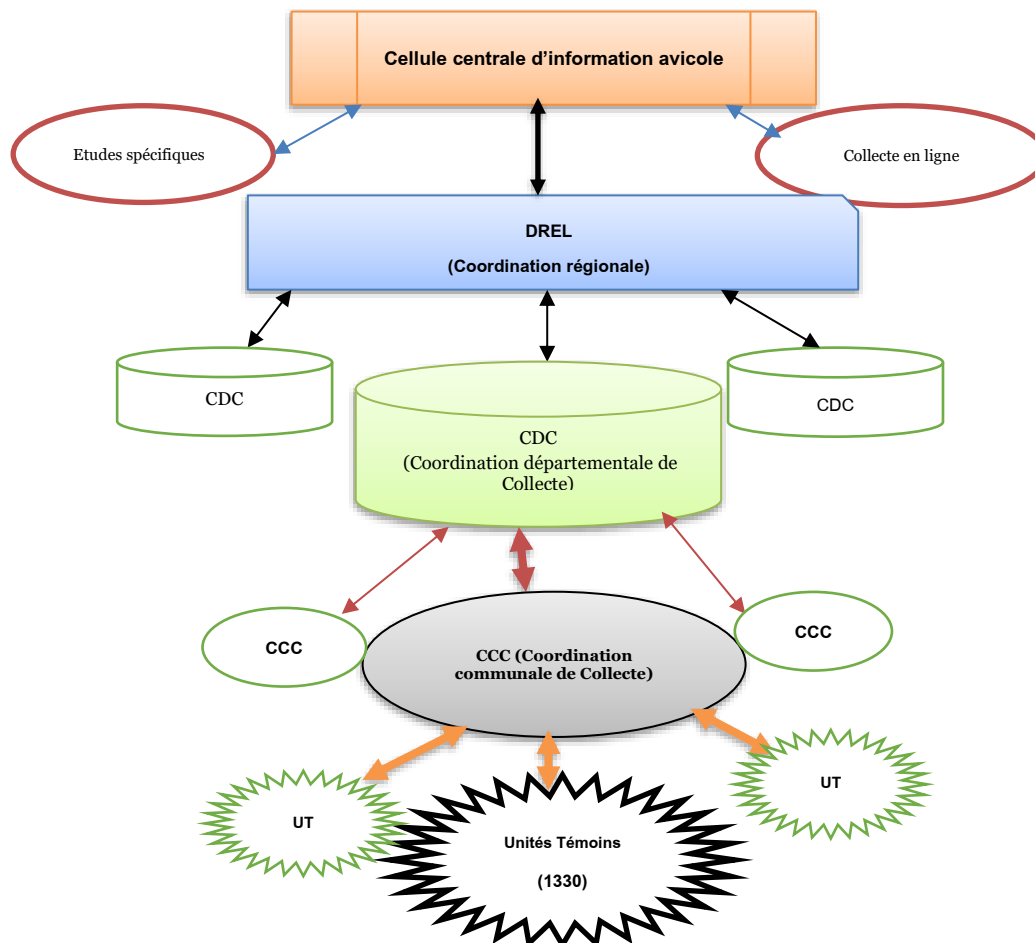 Cellule centrale d'information avicole
Etudes spécifiques
Collecte en ligne
DREL
(Coordination régionale)
CDC
CDC
(Coordination départementale de
Collecte)
CDC
CCC
CCC (Coordination
communale de Collecte)
CCC
UT
Unités Témoins
(1330)
UT